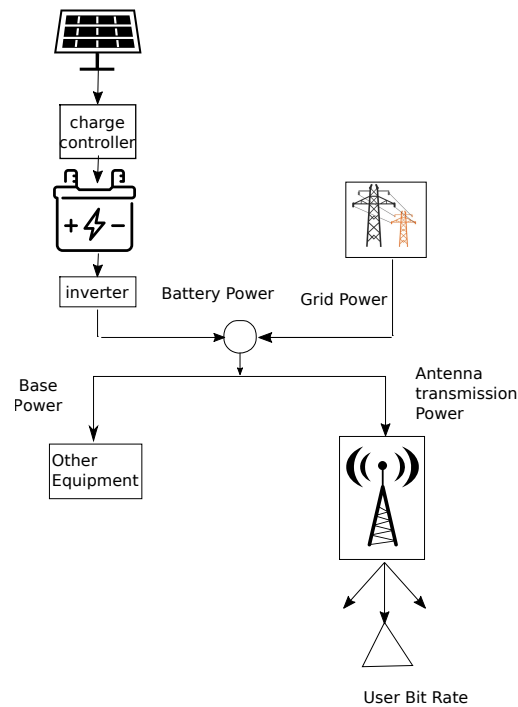 charge
controller
+ -
inverter
Battery Power
Grid Power
Base
Power
Antenna
transmission
Power
Other
Equipment
User Bit Rate